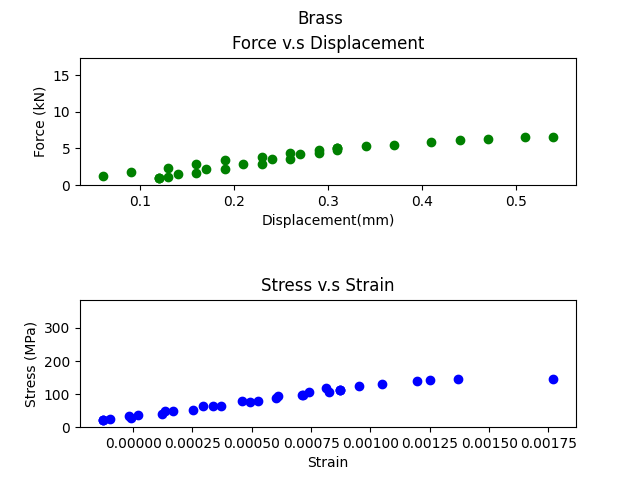 Brass
Force v.s Displacement
15
10
5
0
Force (kN)
0.1 0.2 0.3 0.4 0.5
Displacement(mm)
Stress v.s Strain
300
200
100
0
Stress (MPa)
0.00000 0.00025 0.00050 0.00075 0.00100 0.00125 0.00150 0.00175
Strain